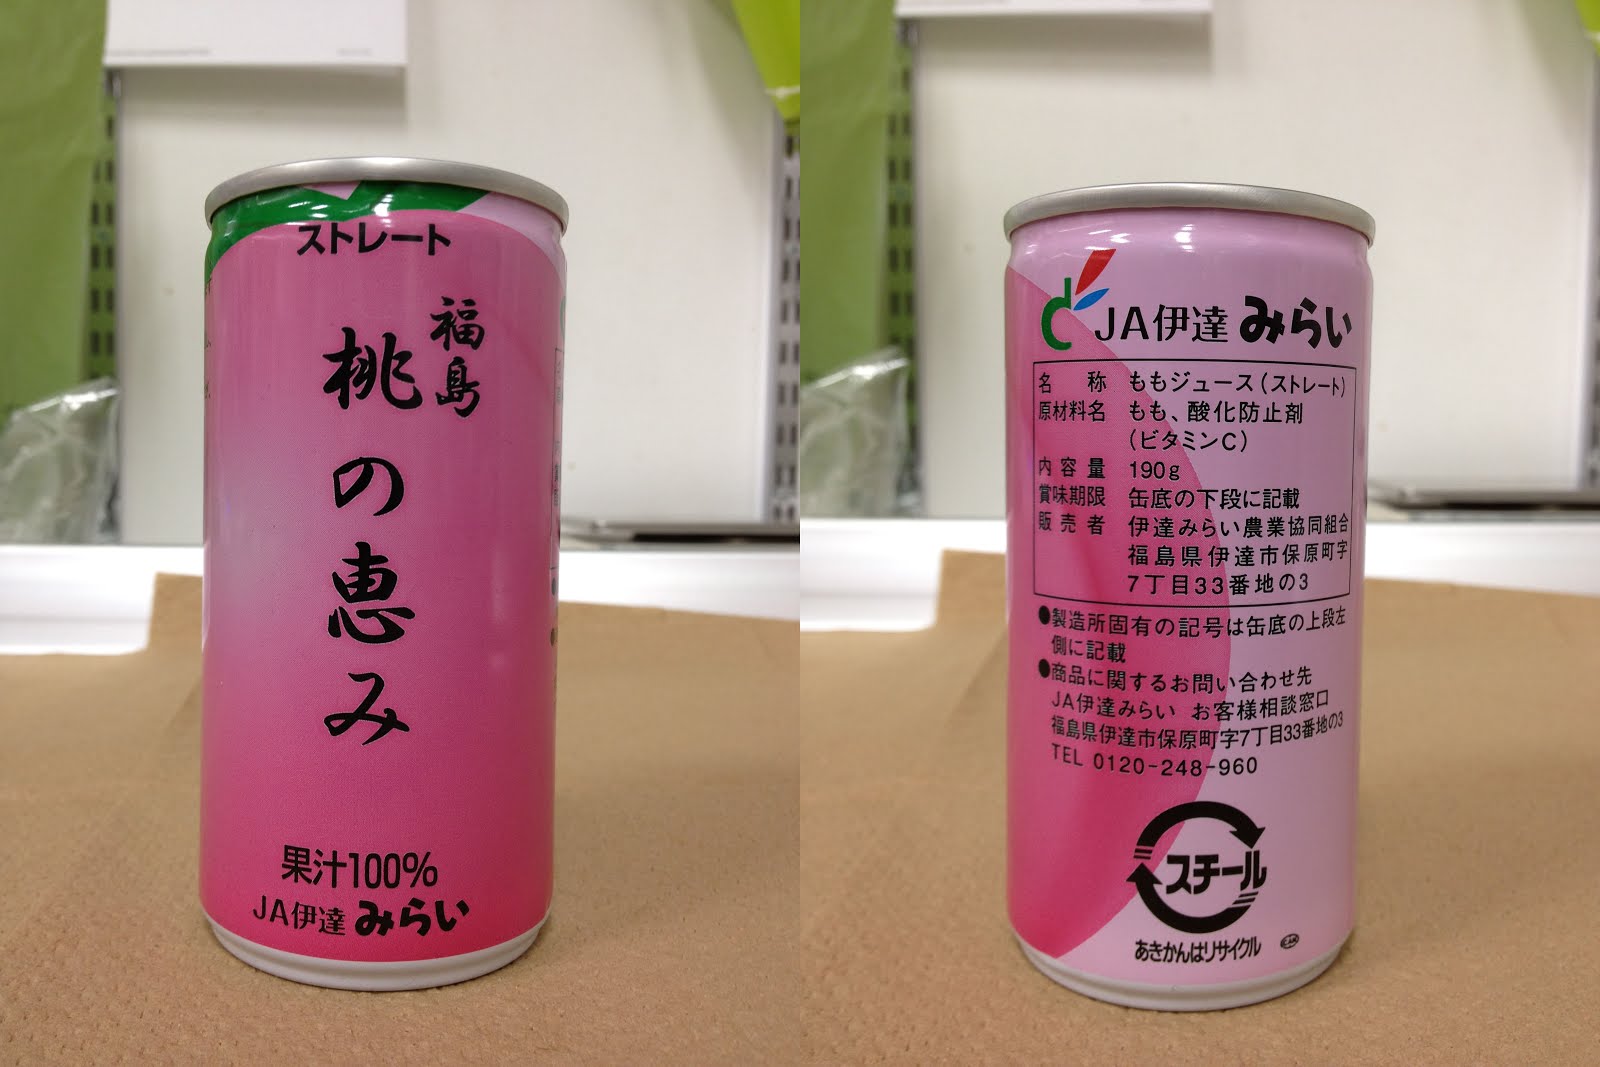 ストレート
福島
桃の恵み
果汁100%
JA伊達みらい
JA伊達みらい
名称 ももジュース(ストレート)
原材料名 もも、酸化防止剤
(ビタミンC)
内容量 190g
賞味期限 缶底の下段に記載
販売者 伊達みらい農業協同組合
福島県伊達市保原町字
7丁目33番地の3
●製造所固有の記号は缶底の上段左
側に記載
●商品に関するお問い合わせ先
JA伊達みらい お客様相談窓口
福島県伊達市保原町字7丁目33番地の3
TEL 0120-248-960
スチール
あきかんはリサイクル